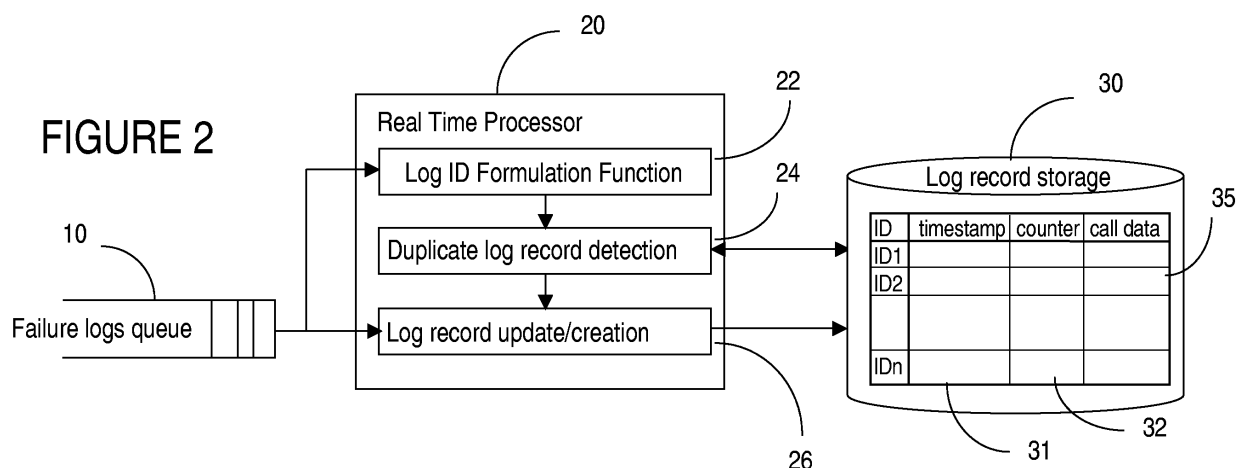 FIGURE 2
20
Real Time Processor
22
Log ID Formulation Function
24
Duplicate log record detection
10
Failure logs queue
Log record update/creation
26
30
Log record storage
35
ID timestamp counter call data
ID1
ID2
IDn
31
32